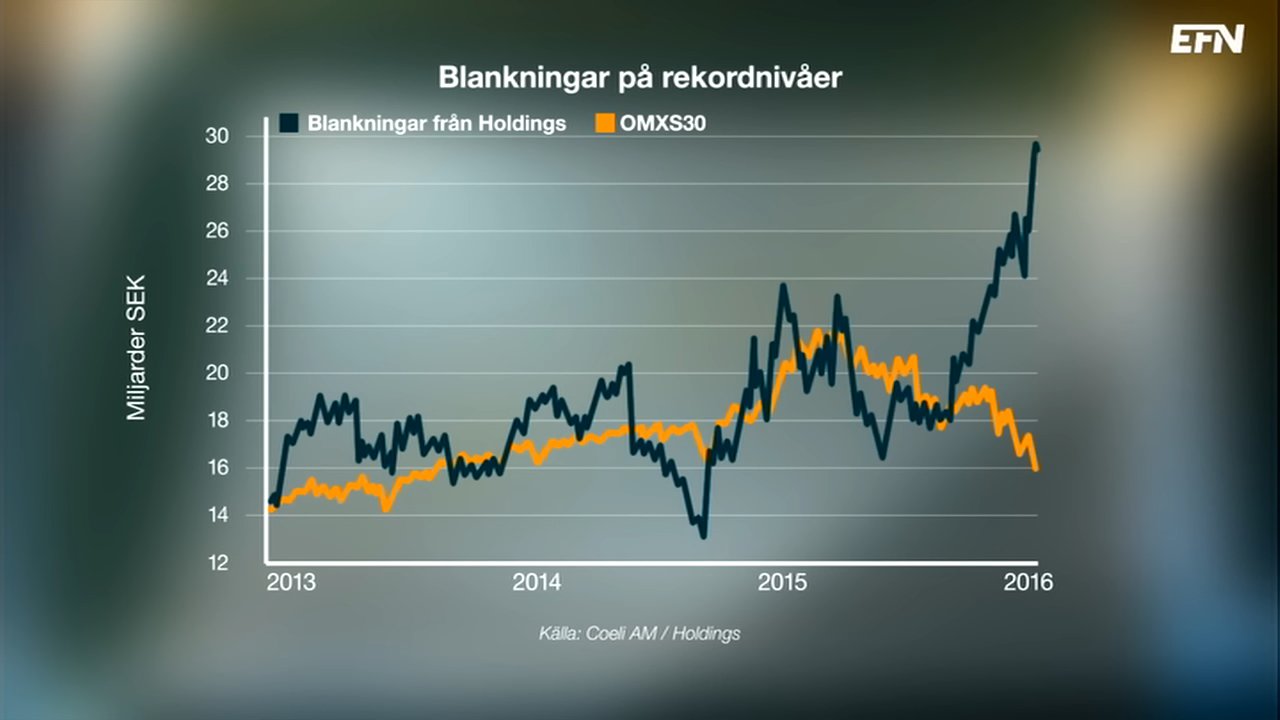 EFN
Blankningar på rekordnivåer
Blankningar från Holdings OMXS30
30
28
26
24
22
20
18
16
14
12
Miljarder SEK
2013 2014 2015 2016
Källa: Coeli AM / Holdings